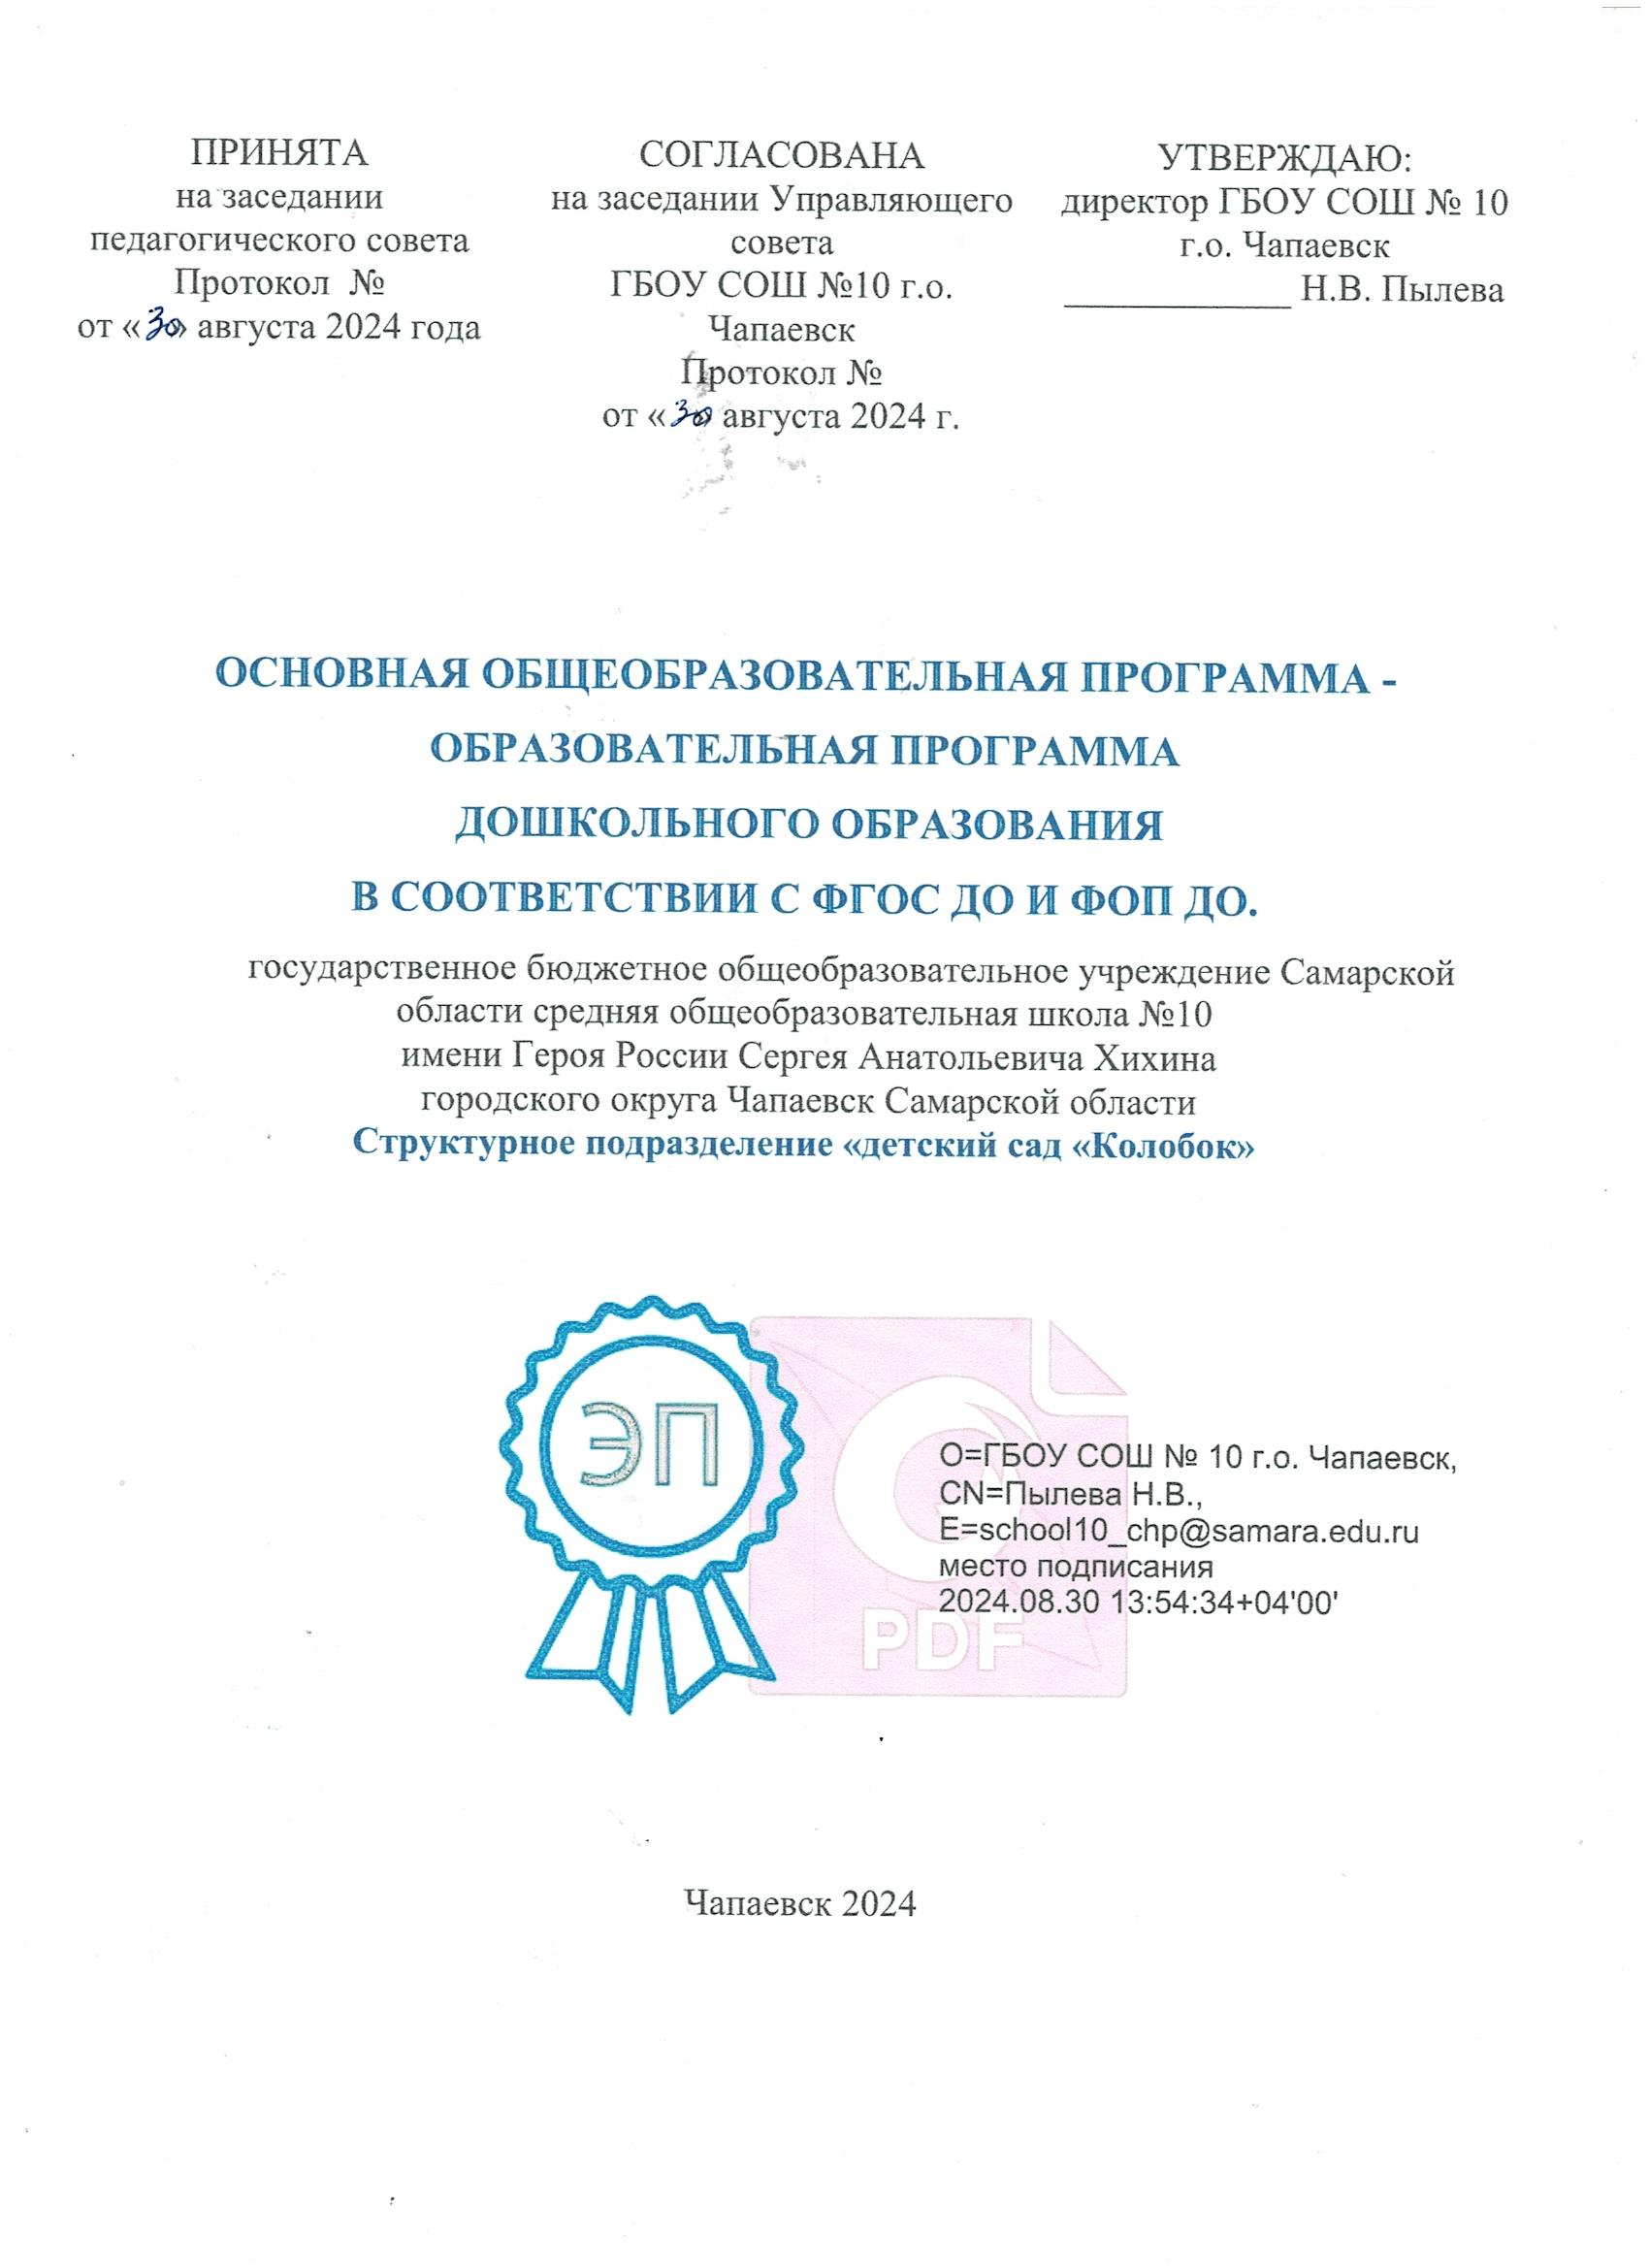 ПРИНЯТА
на заседании
педагогического совета
Протокол №
от «30» августа 2024 года
СОГЛАСОВАНА
на заседании Управляющего
совета
ГБОУ СОШ №10 г.о.
Чапаевск
Протокол №
от «30» августа 2024 г.
УТВЕРЖДАЮ:
директор ГБОУ СОШ № 10
г.о. Чапаевск
____________ Н.В. Пылева
ОСНОВНАЯ ОБЩЕОБРАЗОВАТЕЛЬНАЯ ПРОГРАММА -
ОБРАЗОВАТЕЛЬНАЯ ПРОГРАММА
ДОШКОЛЬНОГО ОБРАЗОВАНИЯ
В СООТВЕТСТВИИ С ФГОС ДО И ФОП ДО.
государственное бюджетное общеобразовательное учреждение Самарской
области средняя общеобразовательная школа №10
имени Героя России Сергея Анатольевича Хихина
городского округа Чапаевск Самарской области
Структурное подразделение «детский сад «Колобок»
ЭП
O=ГБОУ СОШ № 10 г.о. Чапаевск,
CN=Пылева Н.В.,
E=school10_chp@samara.edu.ru
место подписания
2024.08.30 13:54:34+04'00'
PDF
Чапаевск 2024